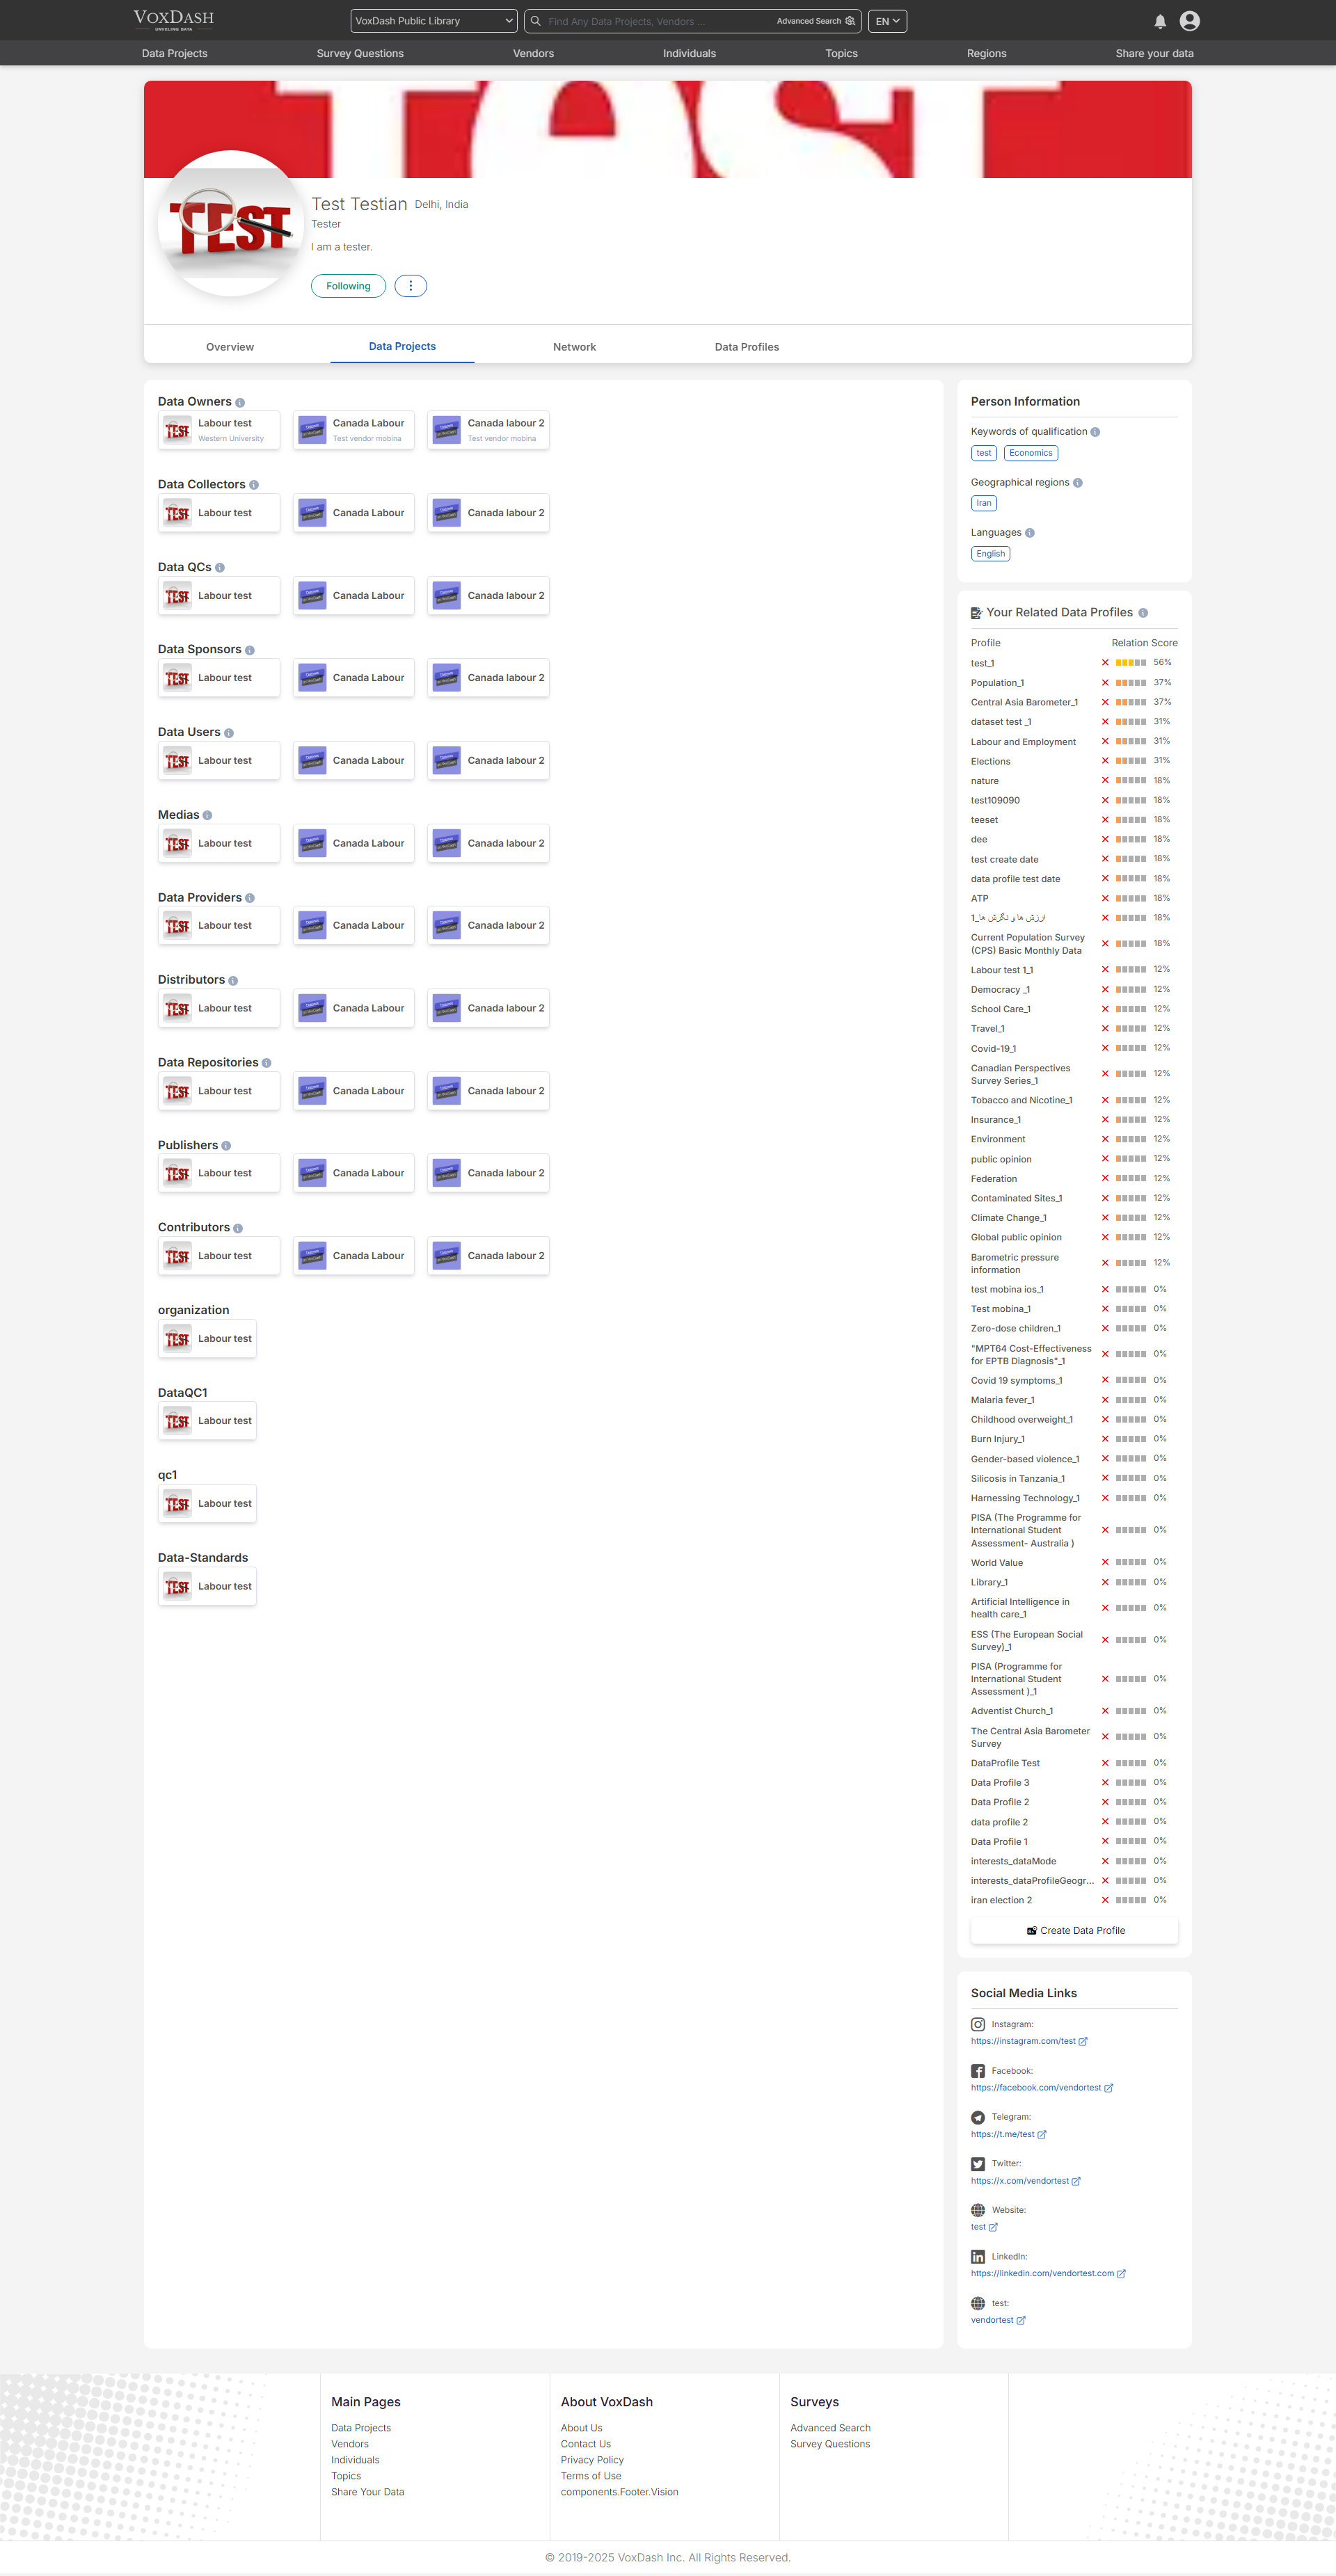 VoxDash
UNVEILING DATA
VoxDash Public Library
Find Any Data Projects, Vendors ...
Advanced Search
EN
Data Projects
Survey Questions
Vendors
Individuals
Topics
Regions
Share your data
TEST
Test Testian Delhi, India
Tester
I am a tester.
Following
Overview
Data Projects
Network
Data Profiles
Data Owners
Labour test
Western University
Canada Labour
Test vendor mobina
Canada labour 2
Test vendor mobina
Data Collectors
Labour test
Canada Labour
Canada labour 2
Data QCs
Labour test
Canada Labour
Canada labour 2
Data Sponsors
Labour test
Canada Labour
Canada labour 2
Data Users
Labour test
Canada Labour
Canada labour 2
Medias
Labour test
Canada Labour
Canada labour 2
Data Providers
Labour test
Canada Labour
Canada labour 2
Distributors
Labour test
Canada Labour
Canada labour 2
Data Repositories
Labour test
Canada Labour
Canada labour 2
Publishers
Labour test
Canada Labour
Canada labour 2
Contributors
Labour test
Canada Labour
Canada labour 2
organization
Labour test
DataQC1
Labour test
qc1
Labour test
Data-Standards
Labour test
Person Information
Keywords of qualification
test
Economics
Geographical regions
Iran
Languages
English
Your Related Data Profiles
Profile Relation Score
test_1 56%
Population_1 37%
Central Asia Barometer_1 37%
dataset test _1 31%
Labour and Employment 31%
Elections 31%
nature 18%
test109090 18%
teeset 18%
dee 18%
test create date 18%
data profile test date 18%
ATP 18%
ارزش ها و نگرش ها_1 18%
Current Population Survey
(CPS) Basic Monthly Data 18%
Labour test 1_1 12%
Democracy _1 12%
School Care_1 12%
Travel_1 12%
Covid-19_1 12%
Canadian Perspectives
Survey Series_1 12%
Tobacco and Nicotine_1 12%
Insurance_1 12%
Environment 12%
public opinion 12%
Federation 12%
Contaminated Sites_1 12%
Climate Change_1 12%
Global public opinion 12%
Barometric pressure
information 12%
test mobina ios_1 0%
Test mobina_1 0%
Zero-dose children_1 0%
"MPT64 Cost-Effectiveness
for EPTB Diagnosis"_1 0%
Covid 19 symptoms_1 0%
Malaria fever_1 0%
Childhood overweight_1 0%
Burn Injury_1 0%
Gender-based violence_1 0%
Silicosis in Tanzania_1 0%
Harnessing Technology_1 0%
PISA (The Programme for
International Student
Assessment- Australia ) 0%
World Value 0%
Library_1 0%
Artificial Intelligence in
health care_1 0%
ESS (The European Social
Survey)_1 0%
PISA (Programme for
International Student
Assessment )_1 0%
Adventist Church_1 0%
The Central Asia Barometer
Survey 0%
DataProfile Test 0%
Data Profile 3 0%
Data Profile 2 0%
data profile 2 0%
Data Profile 1 0%
interests_dataMode 0%
interests_dataProfileGeogr... 0%
iran election 2 0%
Create Data Profile
Social Media Links
Instagram:
https://instagram.com/test
Facebook:
https://facebook.com/vendortest
Telegram:
https://t.me/test
Twitter:
https://x.com/vendortest
Website:
test
LinkedIn:
https://linkedin.com/vendortest.com
test:
vendortest
Main Pages
Data Projects
Vendors
Individuals
Topics
Share Your Data
About VoxDash
About Us
Contact Us
Privacy Policy
Terms of Use
components.Footer.Vision
Surveys
Advanced Search
Survey Questions
© 2019-2025 VoxDash Inc. All Rights Reserved.